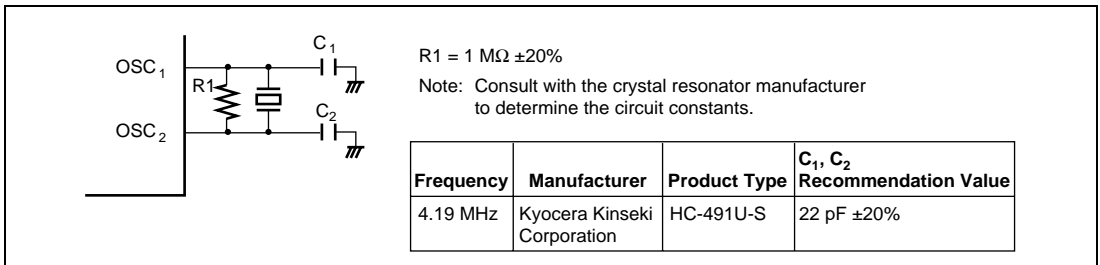 OSC1
OSC2
R1
C1
C2
R1 = 1 MΩ ±20%
Note: Consult with the crystal resonator manufacturer
to determine the circuit constants.
Frequency Manufacturer Product Type C1, C2
Recommendation Value
4.19 MHz Kyocera Kinseki HC-491U-S 22 pF ±20%
Corporation